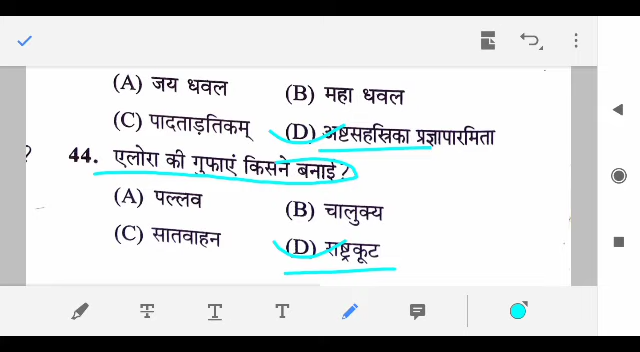 (A) जय धवल (B) महा धवल
(C) पादताड़तिकम् (D) अष्टसहस्त्रिका प्रज्ञापारमिता
44. एलोरा की गुफाएं किसने बनाई?
(A) पल्लव (B) चालुक्य
(C) सातवाहन (D) राष्ट्रकूट
T T T